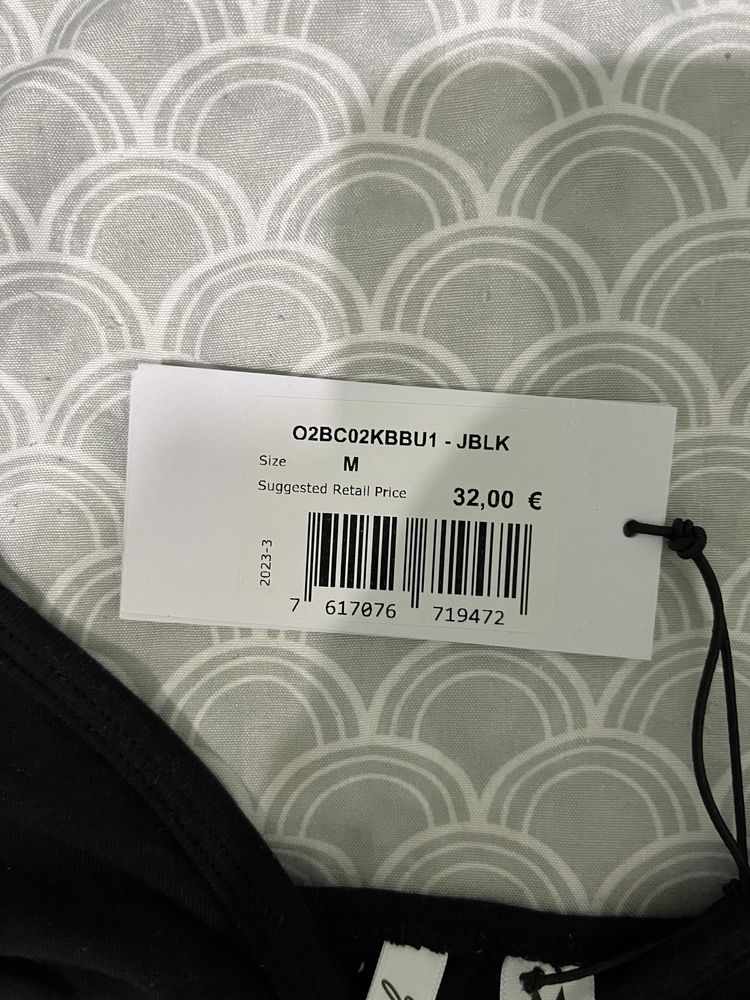 O2BC02KBBU1 - JBLK
Size M
Suggested Retail Price 32,00 €
2023-3
7 617076 719472